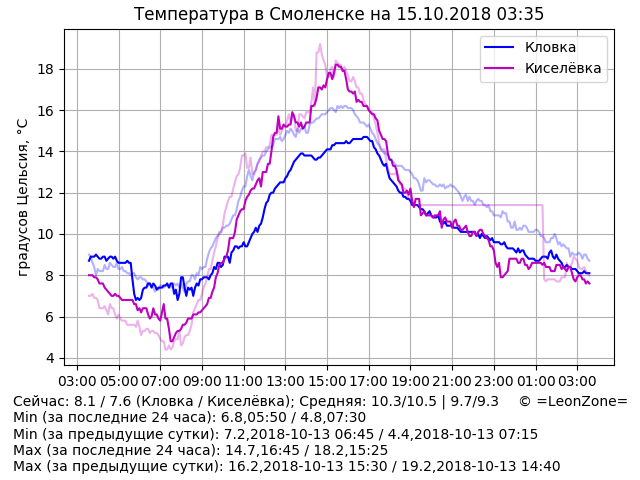 Температура в Смоленске на 15.10.2018 03:35
Кловка
Киселёвка
градусов Цельсия, °C
18
16
14
12
10
8
6
4
03:00 05:00 07:00 09:00 11:00 13:00 15:00 17:00 19:00 21:00 23:00 01:00 03:00
Сейчас: 8.1 / 7.6 (Кловка / Киселёвка); Средняя: 10.3/10.5 | 9.7/9.3 © =LeonZone=
Min (за последние 24 часа): 6.8,05:50 / 4.8,07:30
Min (за предыдущие сутки): 7.2,2018-10-13 06:45 / 4.4,2018-10-13 07:15
Max (за последние 24 часа): 14.7,16:45 / 18.2,15:25
Max (за предыдущие сутки): 16.2,2018-10-13 15:30 / 19.2,2018-10-13 14:40